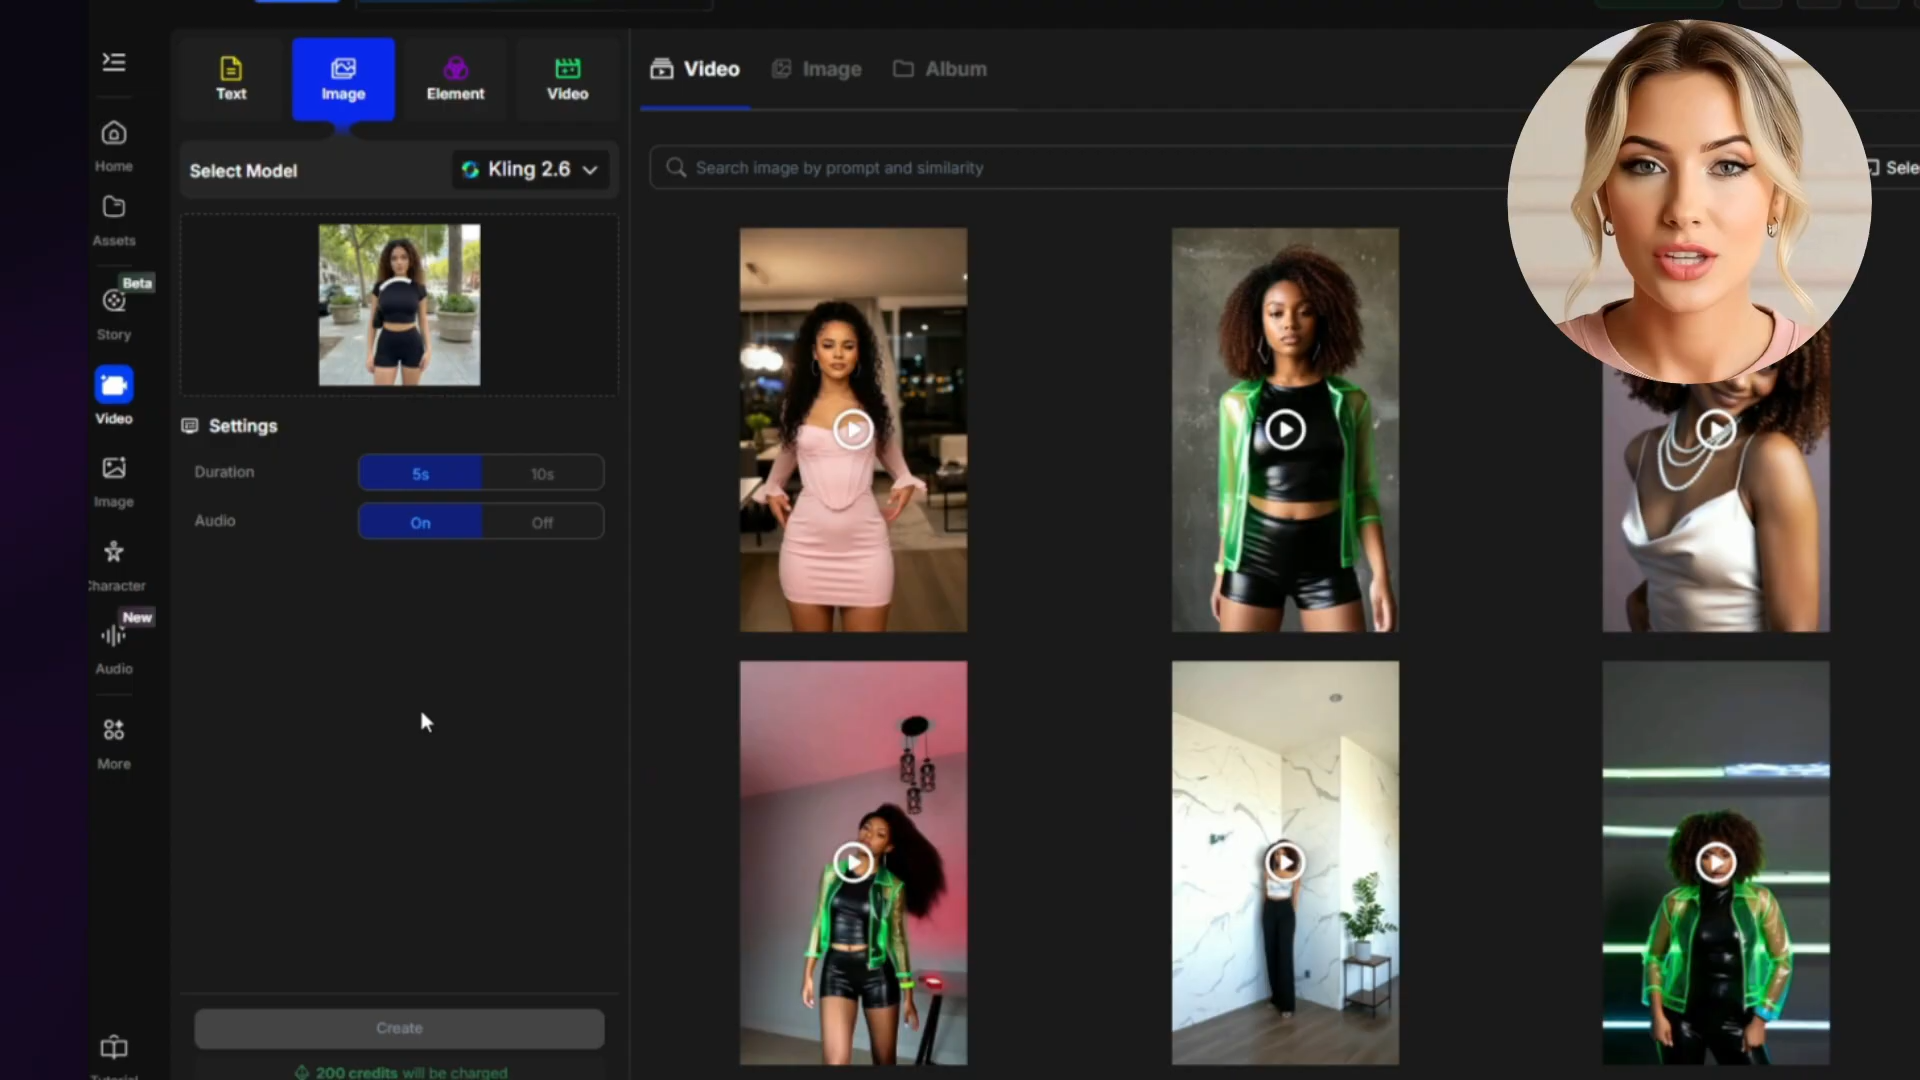 Home
Assets
Beta
Story
Video
Image
Character
New
Audio
More
Text
Image
Element
Video
Select Model
Kling 2.6
Settings
Duration
5s
10s
Audio
On
Off
Create
200 credits will be charged
Video
Image
Album
Search image by prompt and similarity
Sele